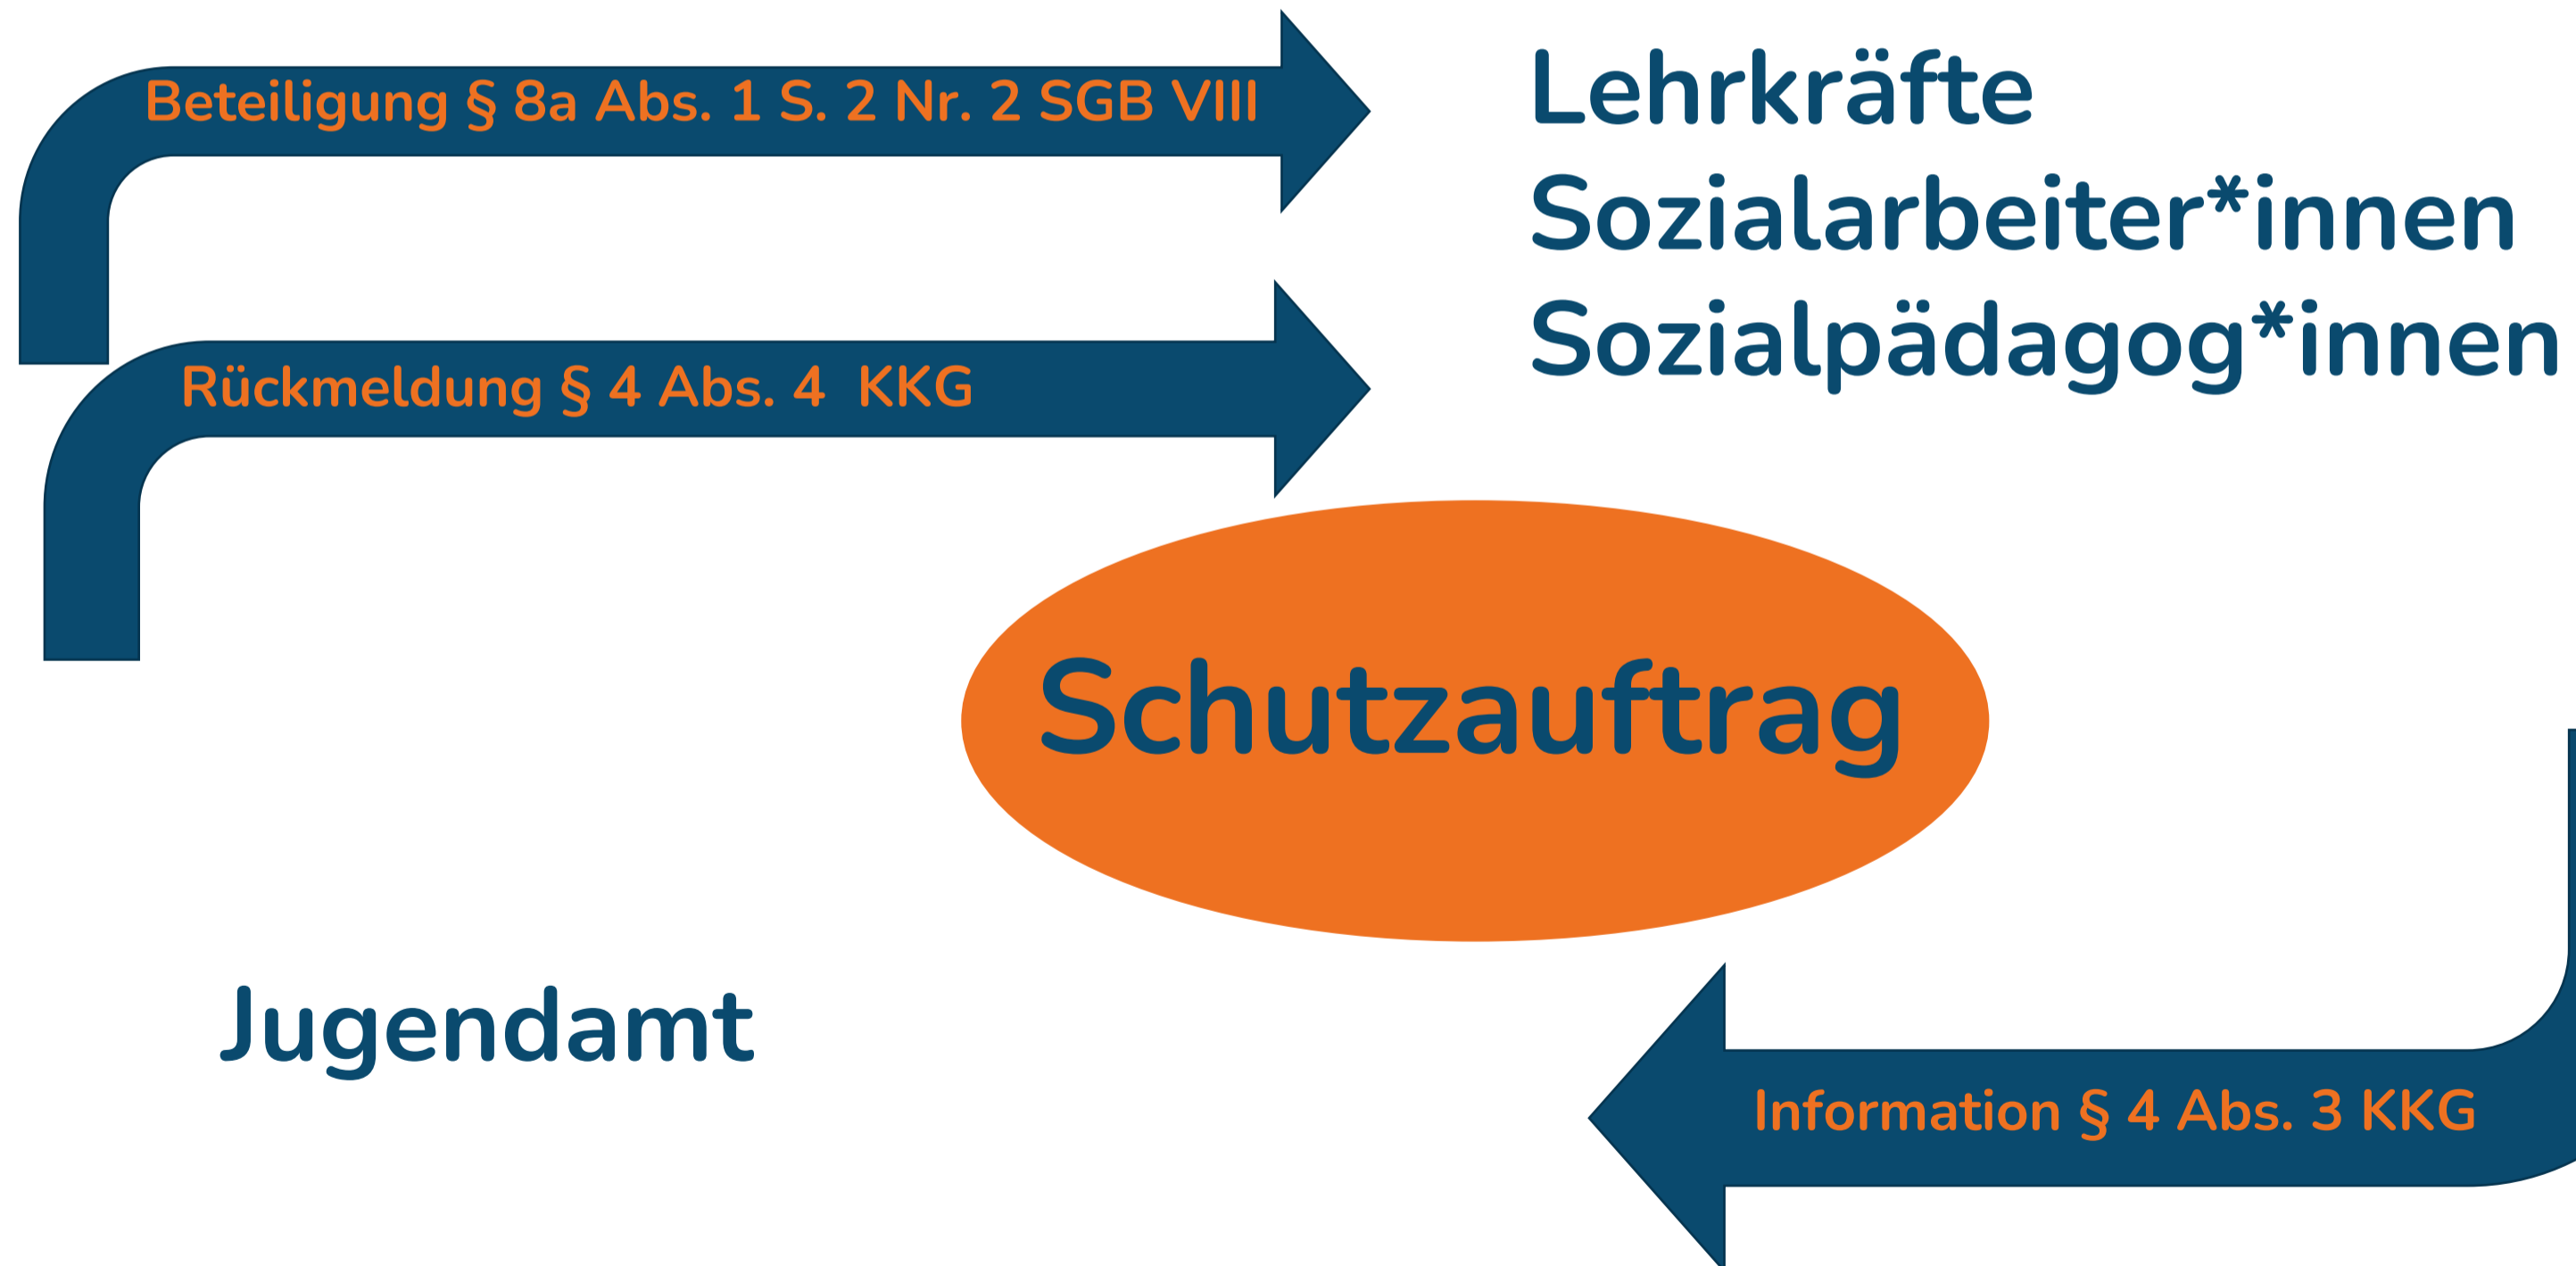 Beteiligung § 8a Abs. 1 S. 2 Nr. 2 SGB VIII
Lehrkräfte
Sozialarbeiter*innen
Sozialpädagog*innen
Rückmeldung § 4 Abs. 4 KKG
Schutzauftrag
Jugendamt
Information § 4 Abs. 3 KKG